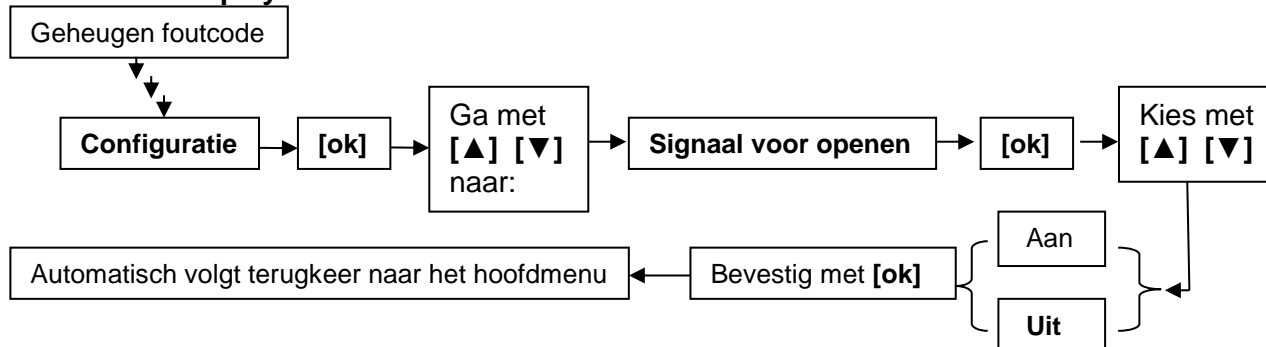 Geheugen foutcode
Configuratie
[ok]
Ga met
[▲] [▼]
naar:
Signaal voor openen
[ok]
Kies met
[▲] [▼]
Aan
Uit
Bevestig met [ok]
Automatisch volgt terugkeer naar het hoofdmenu